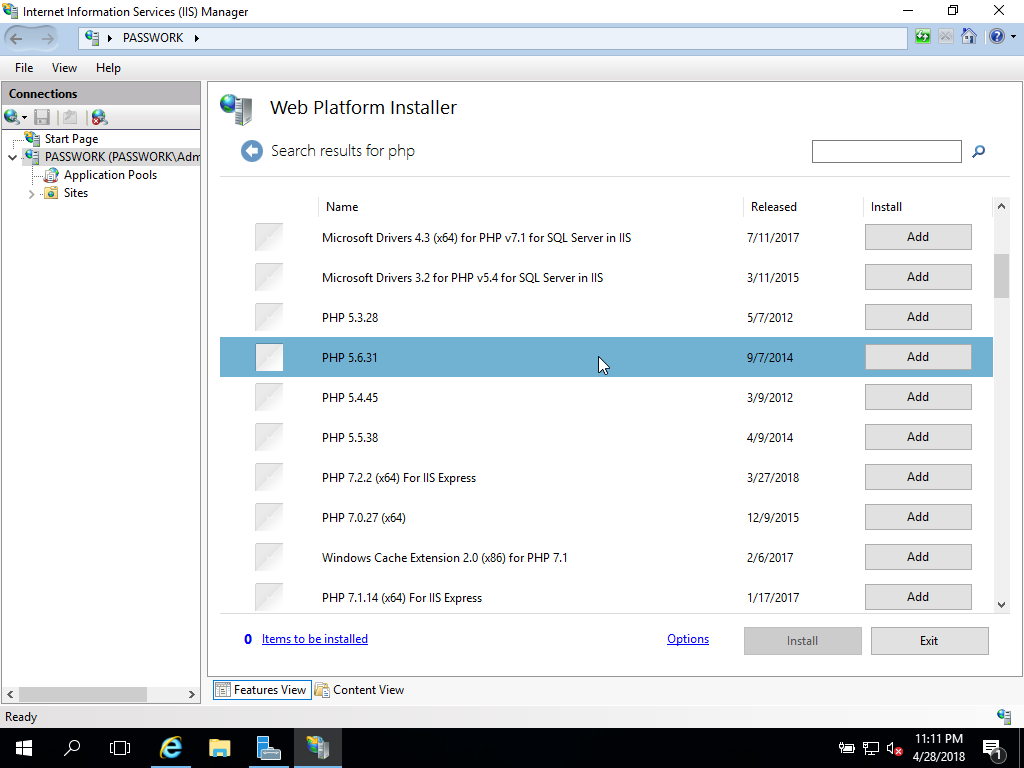 Internet Information Services (IIS) Manager
PASSWORK
File View Help
Connections
Start Page
PASSWORK (PASSWORK\Adm
Application Pools
Sites
Web Platform Installer
Search results for php
Name Released Install
Microsoft Drivers 4.3 (x64) for PHP v7.1 for SQL Server in IIS 7/11/2017 Add
Microsoft Drivers 3.2 for PHP v5.4 for SQL Server in IIS 3/11/2015 Add
PHP 5.3.28 5/7/2012 Add
PHP 5.6.31 9/7/2014 Add
PHP 5.4.45 3/9/2012 Add
PHP 5.5.38 4/9/2014 Add
PHP 7.2.2 (x64) For IIS Express 3/27/2018 Add
PHP 7.0.27 (x64) 12/9/2015 Add
Windows Cache Extension 2.0 (x86) for PHP 7.1 2/6/2017 Add
PHP 7.1.14 (x64) For IIS Express 1/17/2017 Add
0 Items to be installed Options Install Exit
Features View Content View
Ready
11:11 PM
4/28/2018
1